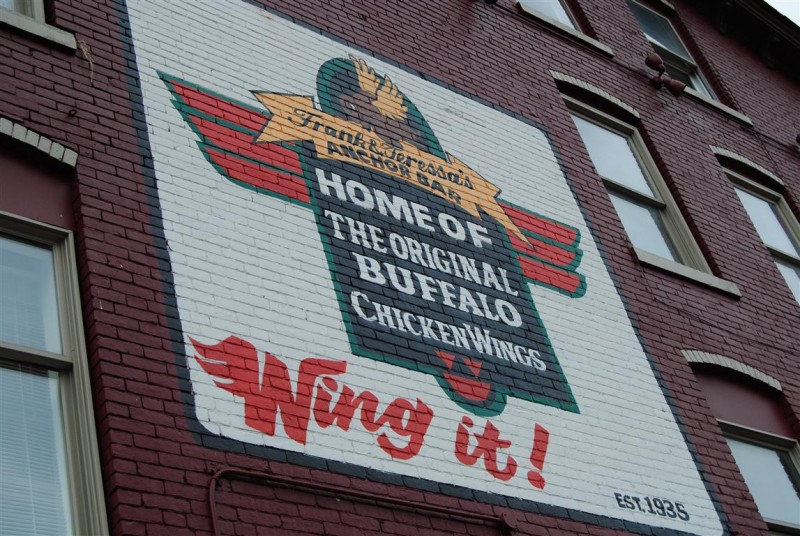 Frank & Teressa's
ANCHOR BAR
HOME OF
THE ORIGINAL
BUFFALO
CHICKEN WINGS
Wing it!
EST. 1935